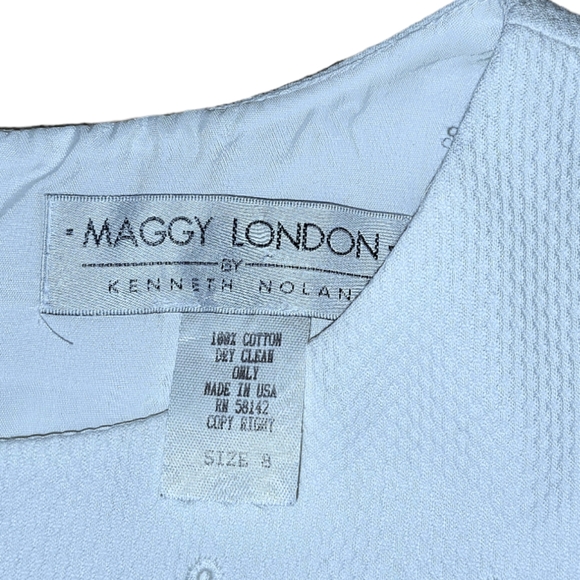 MAGGY LONDON
BY
KENNETH NOLAN
100% COTTON
DRY CLEAN
ONLY
MADE IN USA
RN 58142
COPY RIGHT
SIZE 8